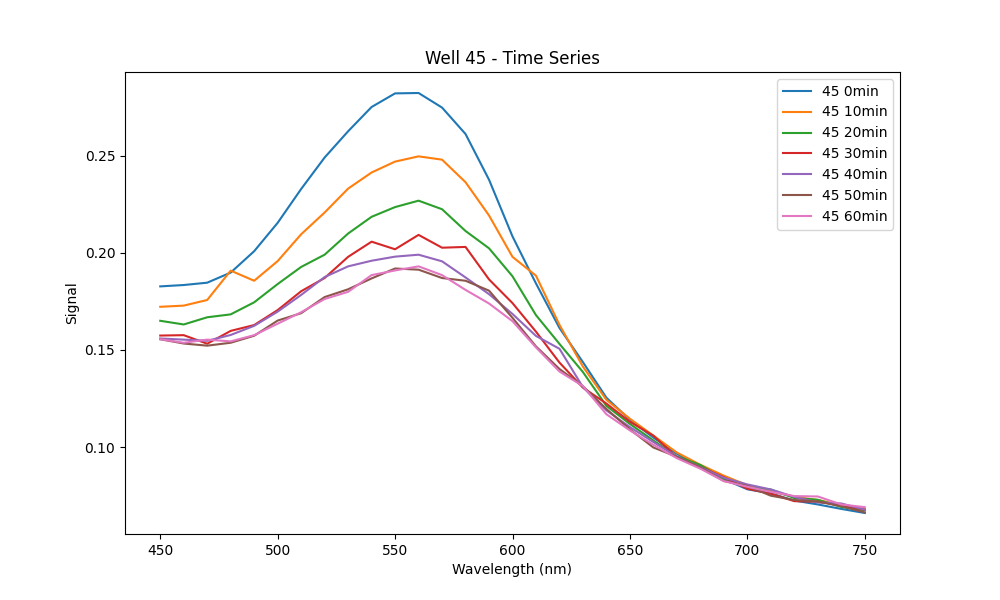 Well 45 - Time Series
45 0min
45 10min
45 20min
45 30min
45 40min
45 50min
45 60min
Signal
0.25
0.20
0.15
0.10
450 500 550 600 650 700 750
Wavelength (nm)